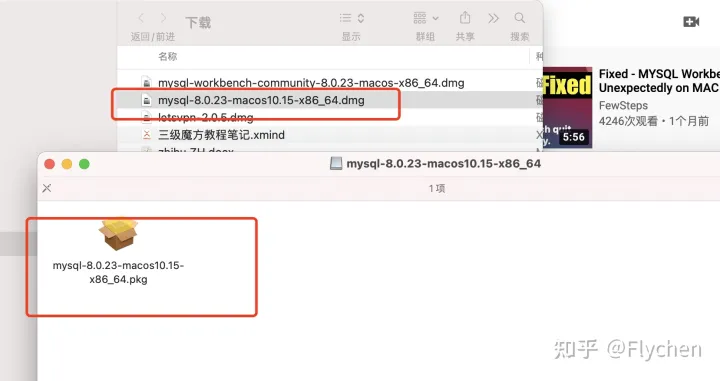 下载
返回/前进
显示
群组
共享
搜索
名称
种
mysql-workbench-community-8.0.23-macos-x86_64.dmg
mysql-8.0.23-macos10.15-x86_64.dmg
letsvpn-2.0.5.dmg
三级魔方教程笔记.xmind
zhihu ZH.docx
Fixed
5:56
Fixed - MYSQL Workbe
Unexpectedly on MAC
FewSteps
4246次观看・1个月前
mysql-8.0.23-macos10.15-x86_64
1项
mysql-8.0.23-macos10.15-
x86_64.pkg
知乎 @Flychen